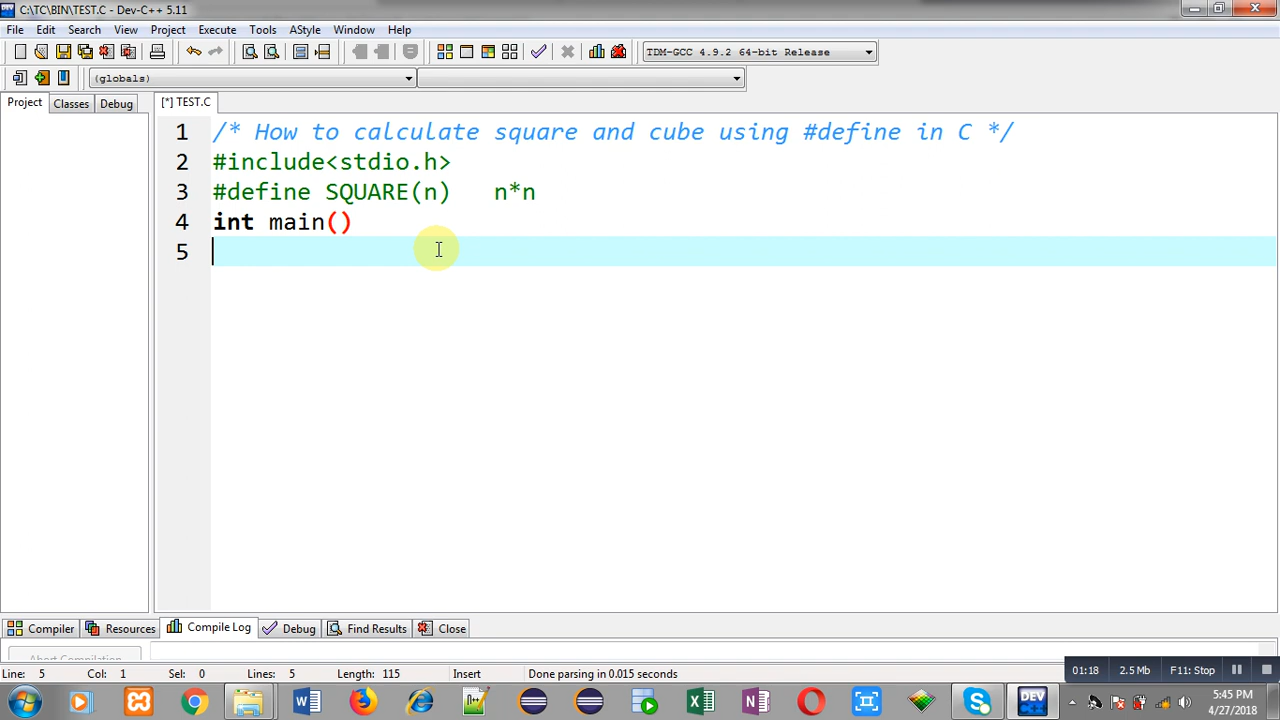 C:\TC\BIN\TEST.C - Dev-C++ 5.11
File Edit Search View Project Execute Tools AStyle Window Help
TDM-GCC 4.9.2 64-bit Release
(globals)
Project Classes Debug [*] TEST.C
1 /* How to calculate square and cube using #define in C */
2 #include<stdio.h>
3 #define SQUARE(n) n*n
4 int main()
5
Compiler Resources Compile Log Debug Find Results Close
Abort Compilation
Line: 5 Col: 1 Sel: 0 Lines: 5 Length: 115 Insert Done parsing in 0.015 seconds
01:18 2.5 Mb F11: Stop
DEV
5:45 PM
4/27/2018